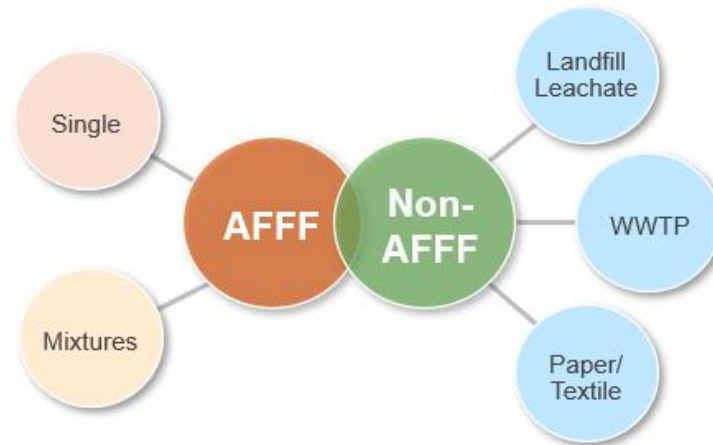 Single
Mixtures
AFFF
Non-
AFFF
Landfill
Leachate
WWTP
Paper/
Textile